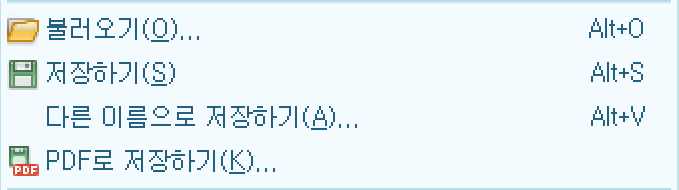 불러오기(O)... Alt+O
저장하기(S) Alt+S
다른 이름으로 저장하기(A)... Alt+V
PDF로 저장하기(K)...
PDF